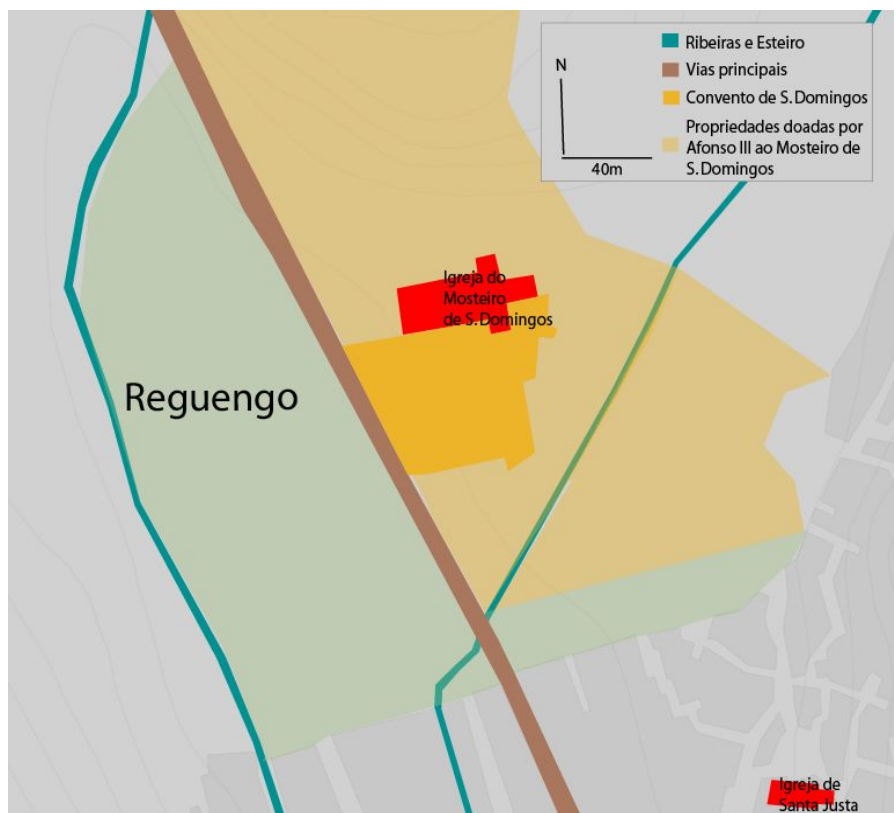 Ribeiras e Esteiro
Vias principais
Convento de S. Domingos
Propriedades doadas por
Afonso III ao Mosteiro de
S. Domingos
N
40m
Igreja do
Mosteiro
de S. Domingos
Reguengo
Igreja de
Santa Justa